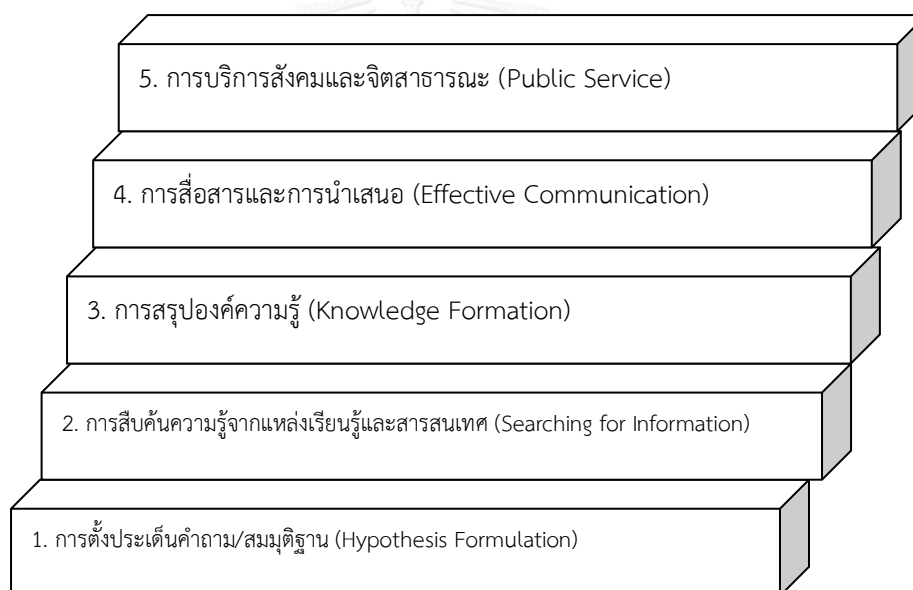 5. การบริการสังคมและจิตสาธารณะ (Public Service)
4. การสื่อสารและการนำเสนอ (Effective Communication)
3. การสรุปองค์ความรู้ (Knowledge Formation)
2. การสืบค้นความรู้จากแหล่งเรียนรู้และสารสนเทศ (Searching for Information)
1. การตั้งประเด็นคำถาม/สมมุติฐาน (Hypothesis Formulation)